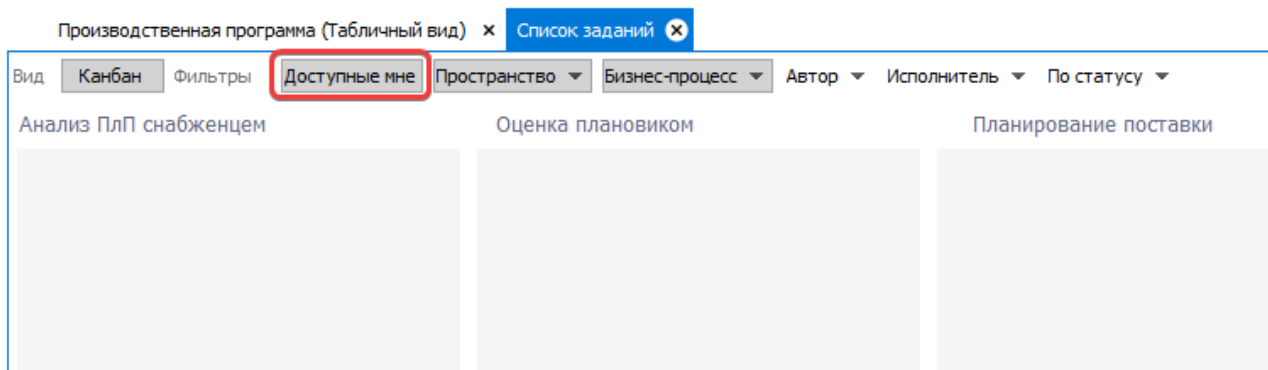 Производственная программа (Табличный вид) × Список заданий ×
Вид Канбан Фильтры Доступные мне Пространство Бизнес-процесс Автор Исполнитель По статусу
Анализ ПлП снабженцем Оценка плановиком Планирование поставки